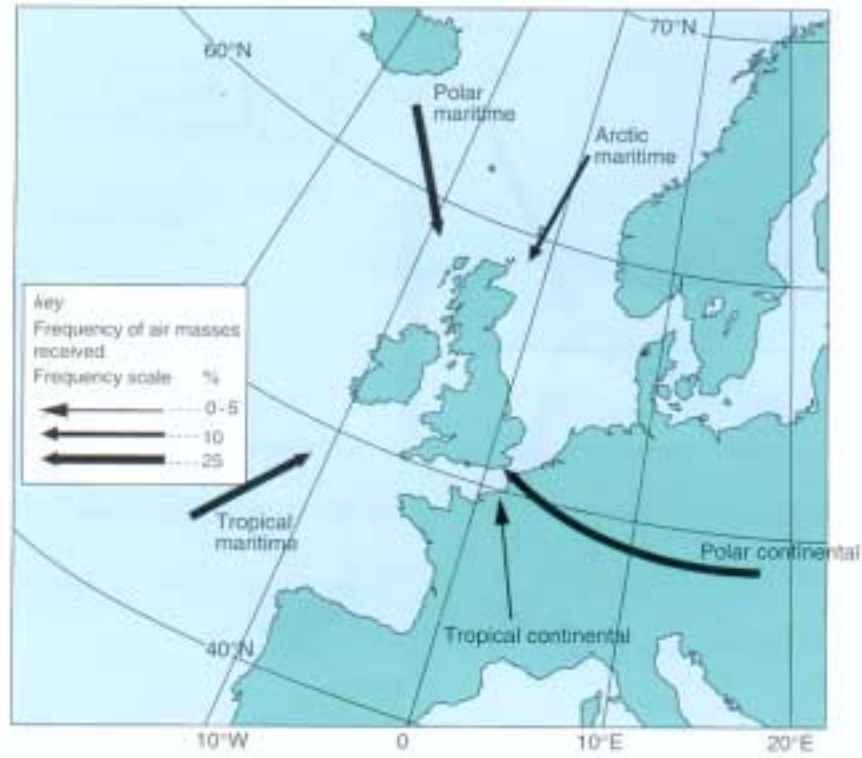 70°N
60°N
Polar
maritime
Arctic
maritime
key
Frequency of air masses
received
Frequency scale %
0-5
10
25
Tropical
maritime
Polar continental
Tropical continental
40°N
10°W
0
10°E
20°E